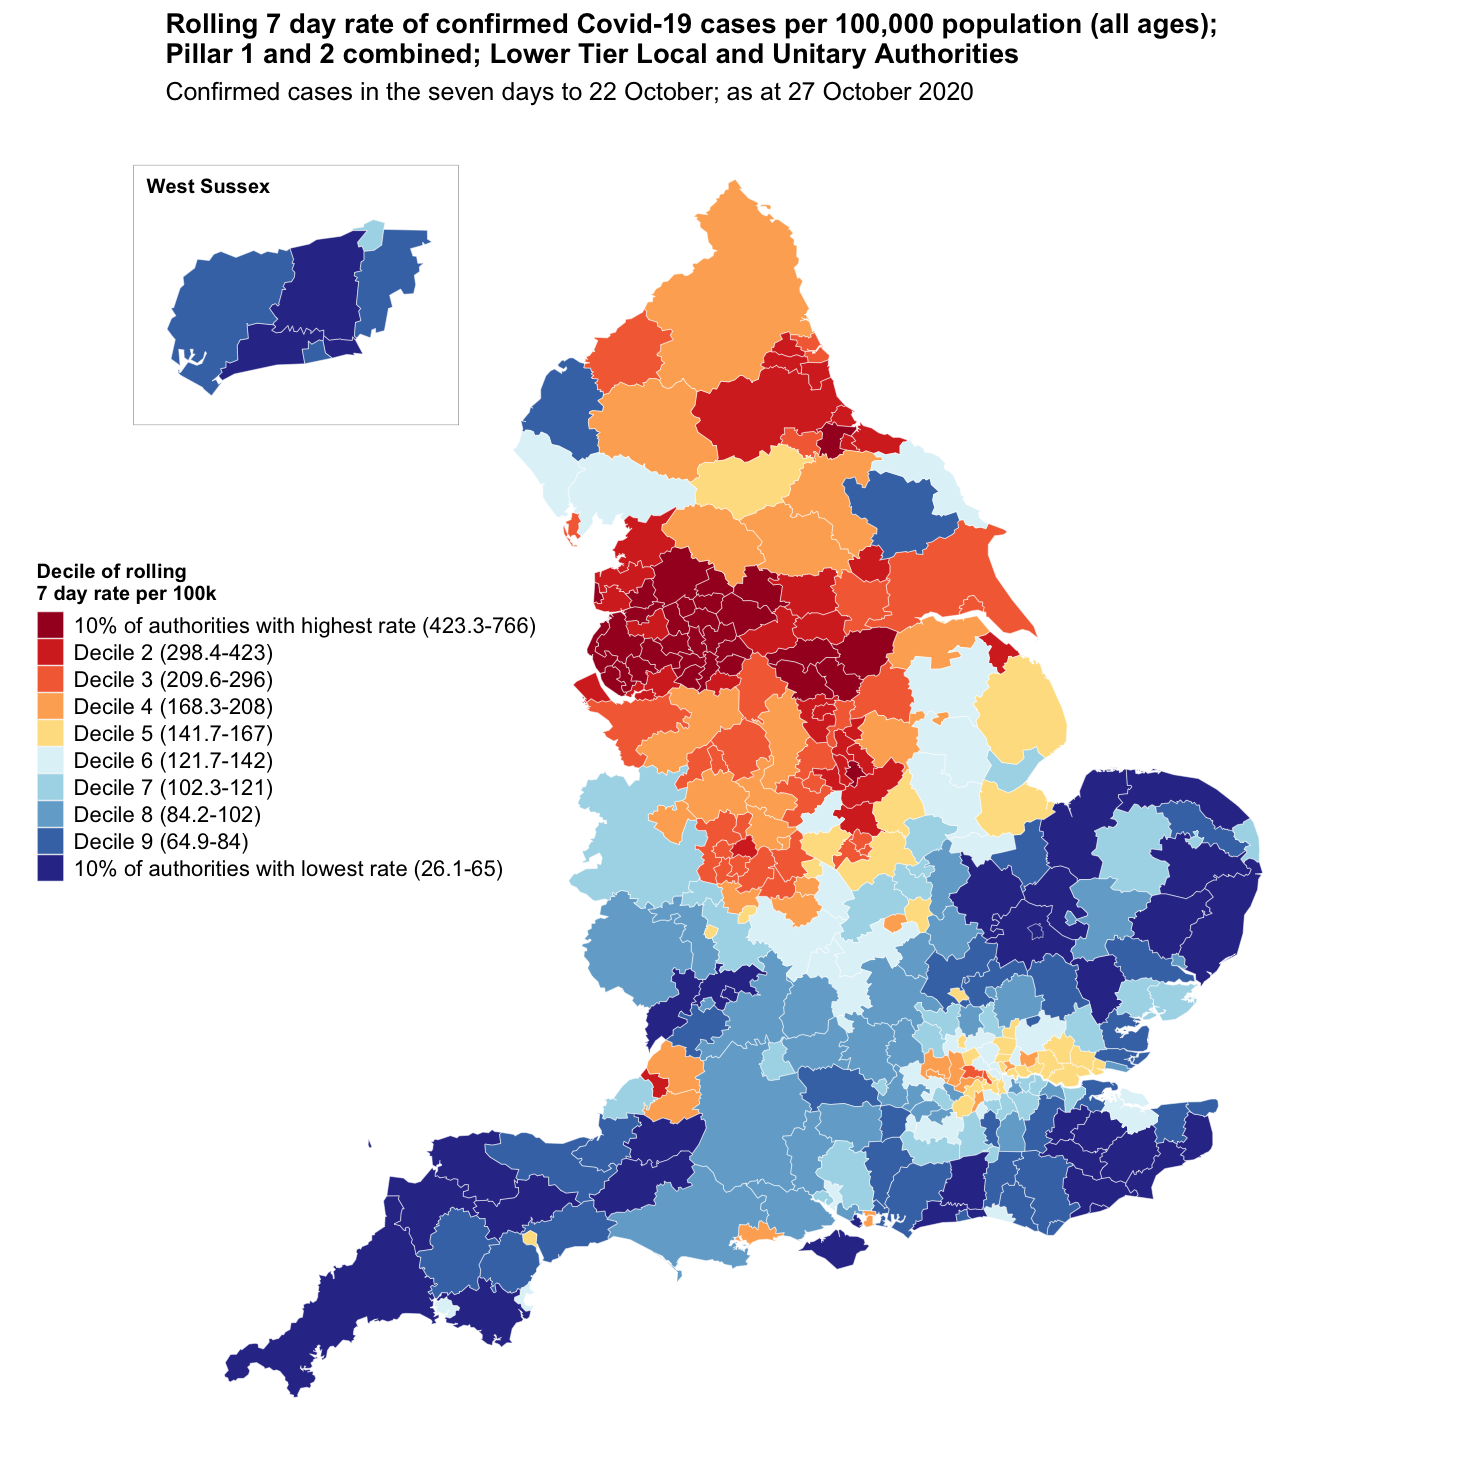 Rolling 7 day rate of confirmed Covid-19 cases per 100,000 population (all ages);
Pillar 1 and 2 combined; Lower Tier Local and Unitary Authorities
Confirmed cases in the seven days to 22 October; as at 27 October 2020
West Sussex
Decile of rolling
7 day rate per 100k
10% of authorities with highest rate (423.3-766)
Decile 2 (298.4-423)
Decile 3 (209.6-296)
Decile 4 (168.3-208)
Decile 5 (141.7-167)
Decile 6 (121.7-142)
Decile 7 (102.3-121)
Decile 8 (84.2-102)
Decile 9 (64.9-84)
10% of authorities with lowest rate (26.1-65)